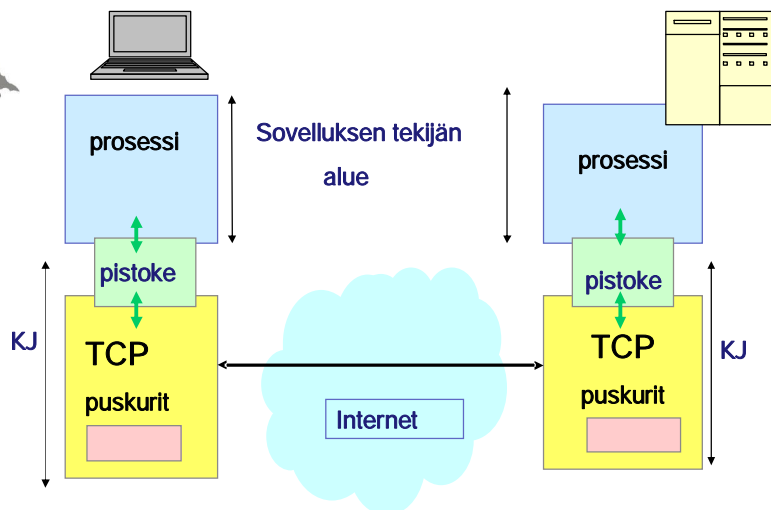 prosessi
pistoke
KJ
TCP
puskurit
Sovelluksen tekijän
alue
Internet
prosessi
pistoke
TCP
KJ
puskurit